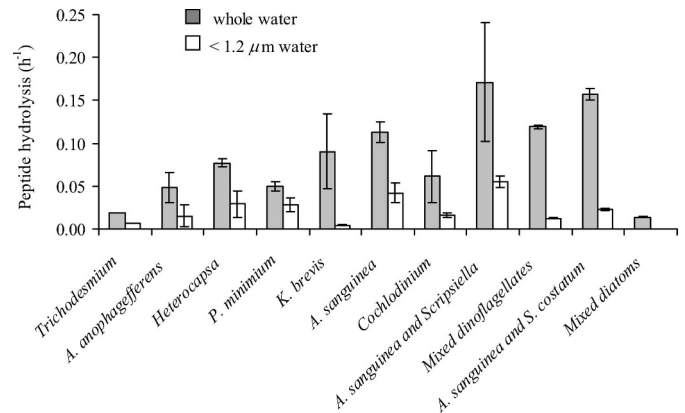 whole water
< 1.2 µm water
Peptide hydrolysis (h⁻¹)
0.25
0.20
0.15
0.10
0.05
0.00
Trichodesmium
A. anophagefferens
Heterocapsa
P. minimium
K. brevis
A. sanguinea
Cochlodinium
A. sanguinea and Scripsiella
Mixed dinoflagellates
A. sanguinea and S. costatum
Mixed diatoms